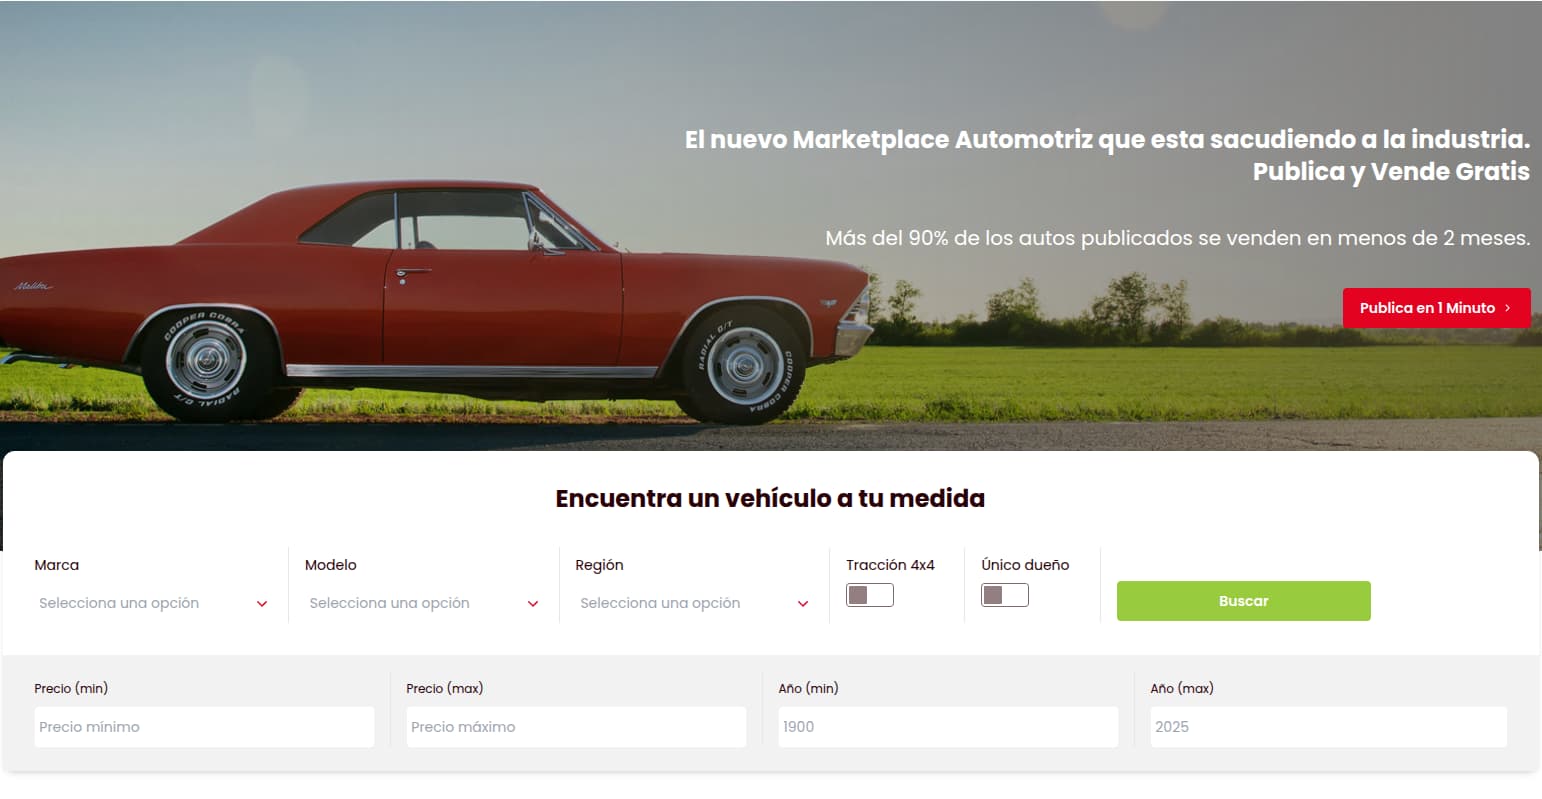 El nuevo Marketplace Automotriz que esta sacudiendo a la industria.
Publica y Vende Gratis
Más del 90% de los autos publicados se venden en menos de 2 meses.
Publica en 1 Minuto
Malibu
COOPER COBRA
RADIAL G/T
RADIAL G/T
COOPER COBRA
Encuentra un vehículo a tu medida
Marca
Modelo
Región
Tracción 4x4
Único dueño
Selecciona una opción
Selecciona una opción
Selecciona una opción
Buscar
Precio (min)
Precio (max)
Año (min)
Año (max)
Precio mínimo
Precio máximo
1900
2025